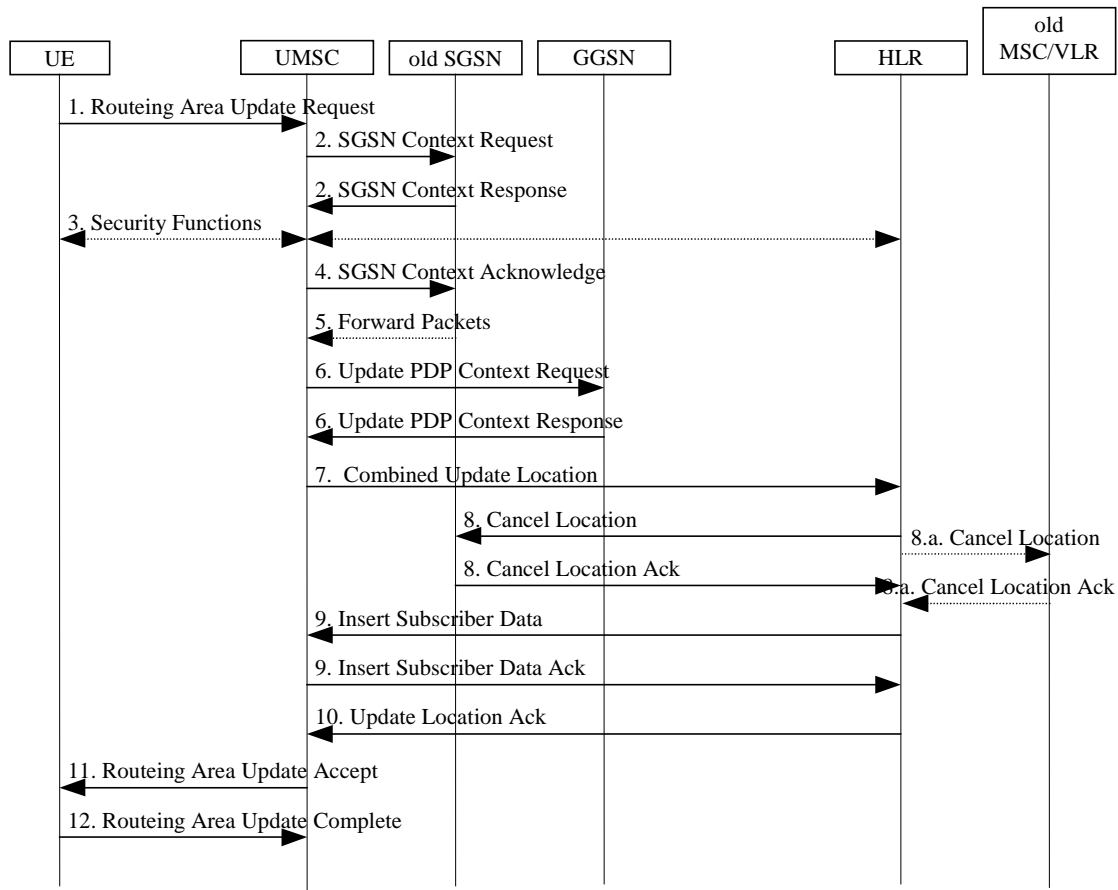 old
MSC/VLR
UE
UMSC
old SGSN
GGSN
HLR
1. Routeing Area Update Request
2. SGSN Context Request
2. SGSN Context Response
3. Security Functions
4. SGSN Context Acknowledge
5. Forward Packets
6. Update PDP Context Request
6. Update PDP Context Response
7. Combined Update Location
8. Cancel Location
8.a. Cancel Location
8. Cancel Location Ack
8.a. Cancel Location Ack
9. Insert Subscriber Data
9. Insert Subscriber Data Ack
10. Update Location Ack
11. Routeing Area Update Accept
12. Routeing Area Update Complete